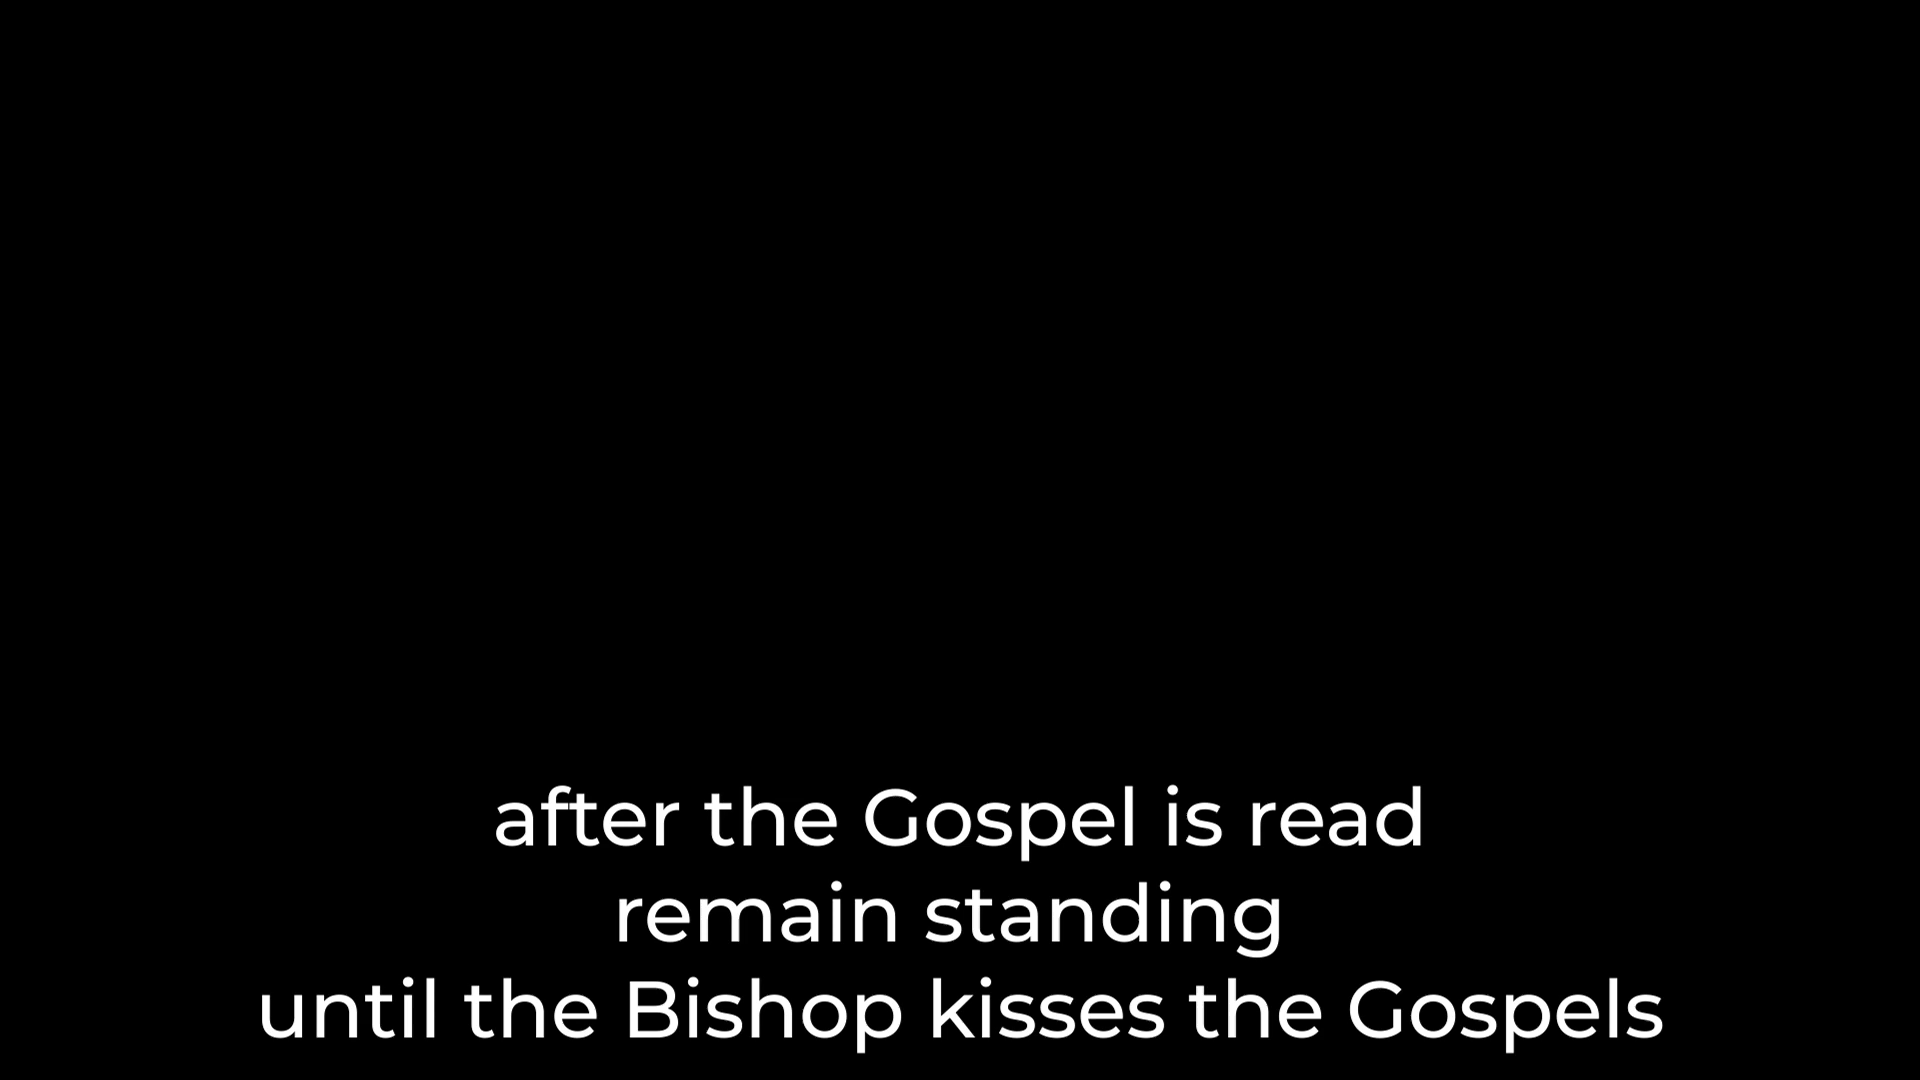 after the Gospel is read
remain standing
until the Bishop kisses the Gospels